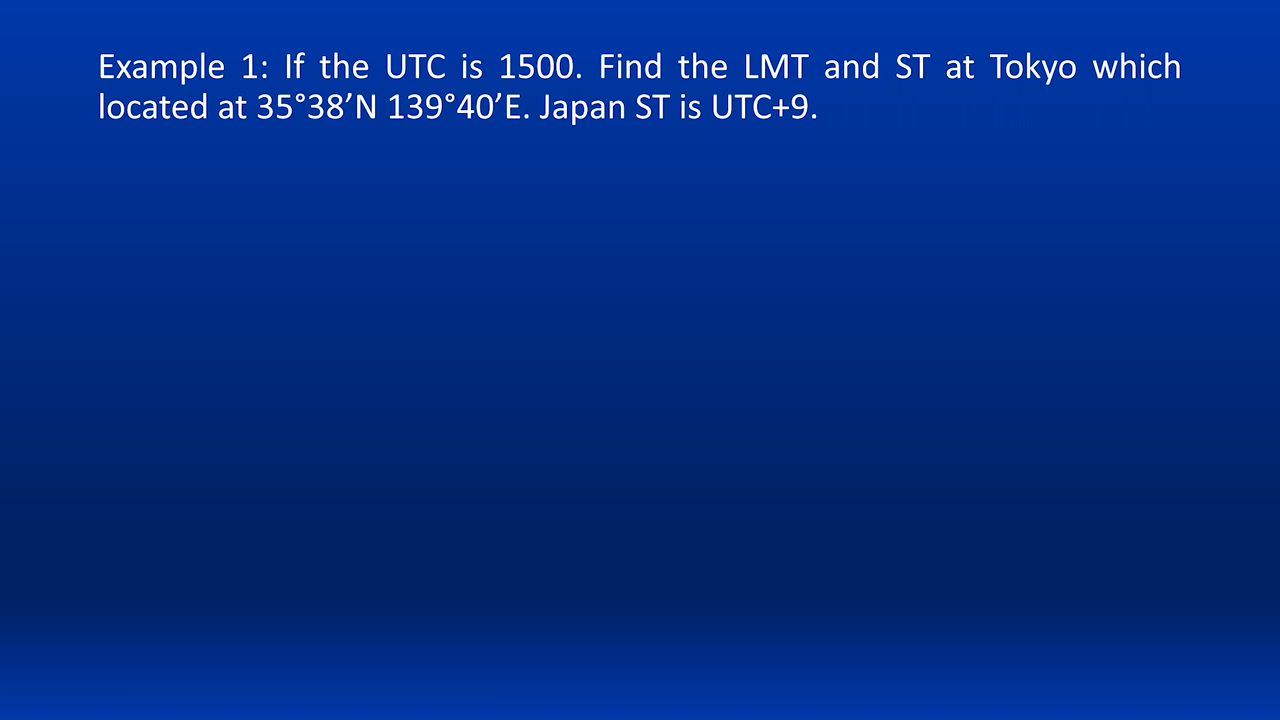 Example 1: If the UTC is 1500. Find the LMT and ST at Tokyo which
located at 35°38’N 139°40’E. Japan ST is UTC+9.